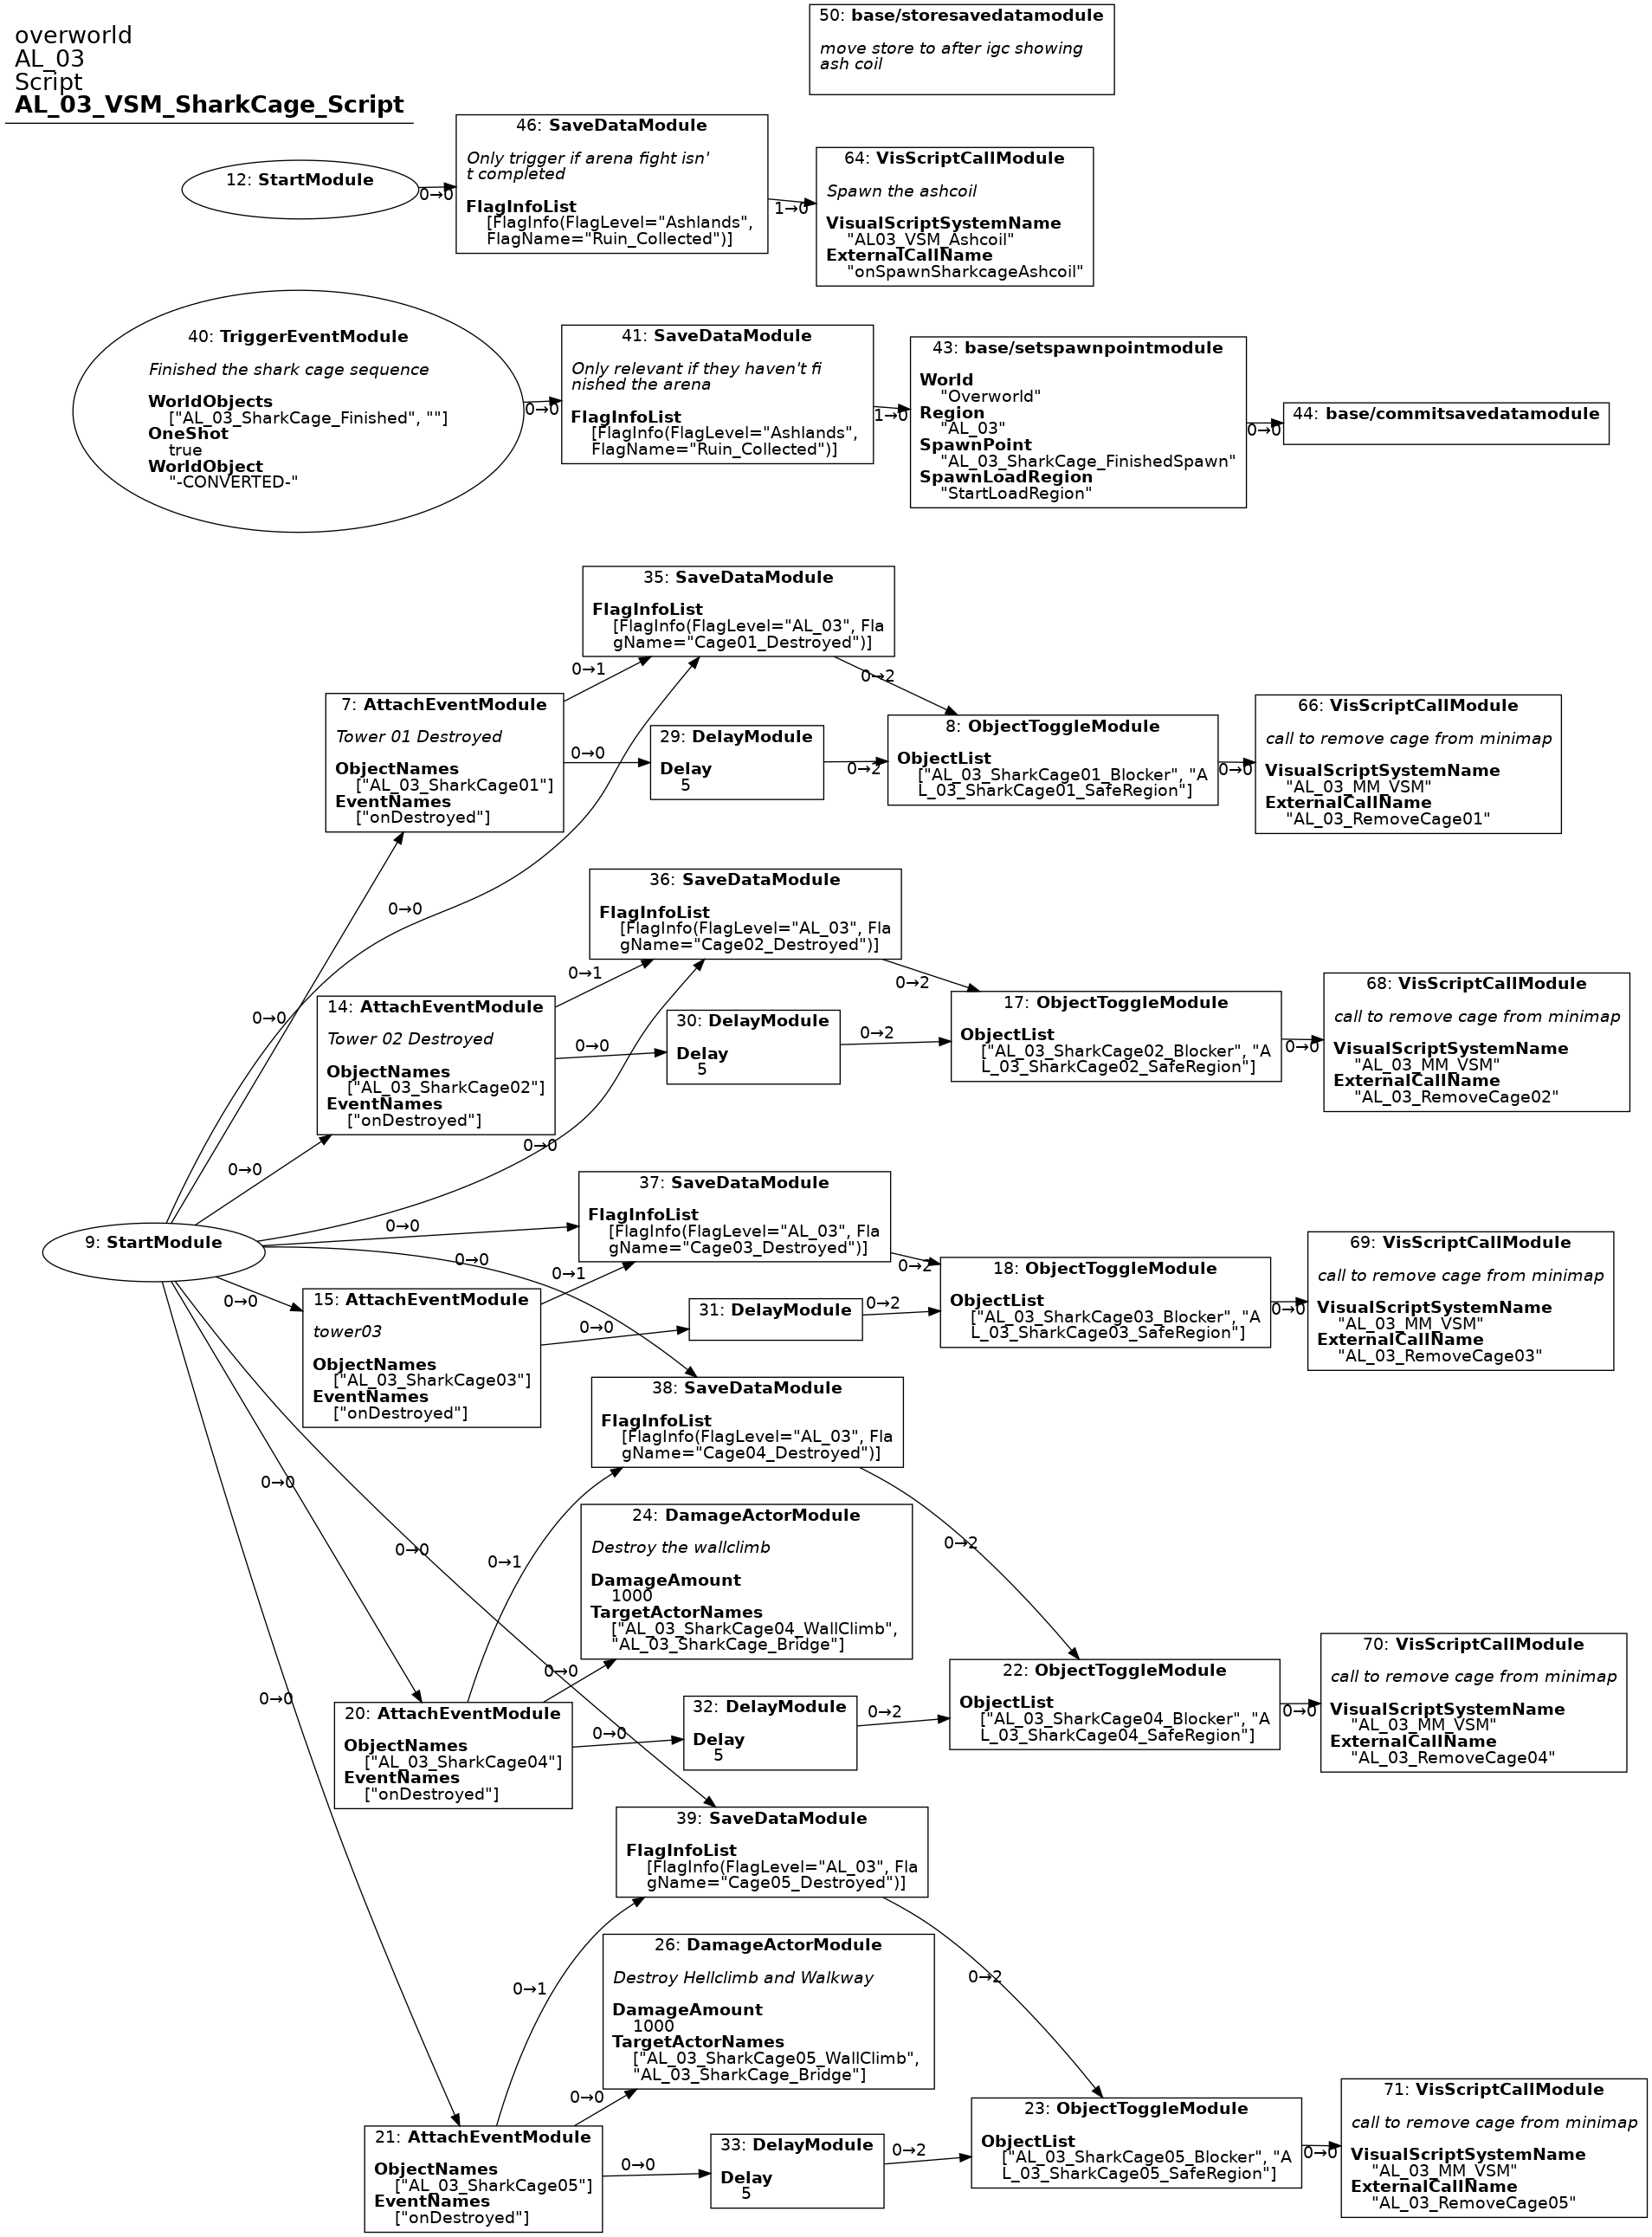 overworld
AL_03
Script
AL_03_VSM_SharkCage_Script
50: base/storesavedatamodule
move store to after igc showing
ash coil
12: StartModule
0→0
46: SaveDataModule
Only trigger if arena fight isn'
t completed
FlagInfoList
[FlagInfo(FlagLevel="Ashlands",
FlagName="Ruin_Collected")]
1→0
64: VisScriptCallModule
Spawn the ashcoil
VisualScriptSystemName
"AL03_VSM_Ashcoil"
ExternalCallName
"onSpawnSharkcageAshcoil"
40: TriggerEventModule
Finished the shark cage sequence
WorldObjects
["AL_03_SharkCage_Finished", ""]
OneShot
true
WorldObject
"-CONVERTED-"
0→0
41: SaveDataModule
Only relevant if they haven't fi
nished the arena
FlagInfoList
[FlagInfo(FlagLevel="Ashlands",
FlagName="Ruin_Collected")]
1→0
43: base/setspawnpointmodule
World
"Overworld"
Region
"AL_03"
SpawnPoint
"AL_03_SharkCage_FinishedSpawn"
SpawnLoadRegion
"StartLoadRegion"
0→0
44: base/commitsavedatamodule
35: SaveDataModule
FlagInfoList
[FlagInfo(FlagLevel="AL_03", Fla
gName="Cage01_Destroyed")]
0→1
0→2
7: AttachEventModule
Tower 01 Destroyed
ObjectNames
["AL_03_SharkCage01"]
EventNames
["onDestroyed"]
0→0
29: DelayModule
Delay
5
0→2
8: ObjectToggleModule
ObjectList
["AL_03_SharkCage01_Blocker", "A
L_03_SharkCage01_SafeRegion"]
0→0
66: VisScriptCallModule
call to remove cage from minimap
VisualScriptSystemName
"AL_03_MM_VSM"
ExternalCallName
"AL_03_RemoveCage01"
0→0
36: SaveDataModule
FlagInfoList
[FlagInfo(FlagLevel="AL_03", Fla
gName="Cage02_Destroyed")]
0→1
0→2
0→0
14: AttachEventModule
Tower 02 Destroyed
ObjectNames
["AL_03_SharkCage02"]
EventNames
["onDestroyed"]
0→0
30: DelayModule
Delay
5
0→2
17: ObjectToggleModule
ObjectList
["AL_03_SharkCage02_Blocker", "A
L_03_SharkCage02_SafeRegion"]
0→0
68: VisScriptCallModule
call to remove cage from minimap
VisualScriptSystemName
"AL_03_MM_VSM"
ExternalCallName
"AL_03_RemoveCage02"
0→0
0→0
9: StartModule
0→0
37: SaveDataModule
FlagInfoList
[FlagInfo(FlagLevel="AL_03", Fla
gName="Cage03_Destroyed")]
0→0
0→1
0→2
0→0
15: AttachEventModule
tower03
ObjectNames
["AL_03_SharkCage03"]
EventNames
["onDestroyed"]
0→0
31: DelayModule
0→2
18: ObjectToggleModule
ObjectList
["AL_03_SharkCage03_Blocker", "A
L_03_SharkCage03_SafeRegion"]
0→0
69: VisScriptCallModule
call to remove cage from minimap
VisualScriptSystemName
"AL_03_MM_VSM"
ExternalCallName
"AL_03_RemoveCage03"
38: SaveDataModule
FlagInfoList
[FlagInfo(FlagLevel="AL_03", Fla
gName="Cage04_Destroyed")]
0→0
0→0
0→1
0→2
24: DamageActorModule
Destroy the wallclimb
DamageAmount
1000
TargetActorNames
["AL_03_SharkCage04_WallClimb",
"AL_03_SharkCage_Bridge"]
0→0
0→0
20: AttachEventModule
ObjectNames
["AL_03_SharkCage04"]
EventNames
["onDestroyed"]
0→0
32: DelayModule
Delay
5
0→2
22: ObjectToggleModule
ObjectList
["AL_03_SharkCage04_Blocker", "A
L_03_SharkCage04_SafeRegion"]
0→0
70: VisScriptCallModule
call to remove cage from minimap
VisualScriptSystemName
"AL_03_MM_VSM"
ExternalCallName
"AL_03_RemoveCage04"
39: SaveDataModule
FlagInfoList
[FlagInfo(FlagLevel="AL_03", Fla
gName="Cage05_Destroyed")]
0→1
0→2
26: DamageActorModule
Destroy Hellclimb and Walkway
DamageAmount
1000
TargetActorNames
["AL_03_SharkCage05_WallClimb",
"AL_03_SharkCage_Bridge"]
0→0
21: AttachEventModule
ObjectNames
["AL_03_SharkCage05"]
EventNames
["onDestroyed"]
0→0
33: DelayModule
Delay
5
0→2
23: ObjectToggleModule
ObjectList
["AL_03_SharkCage05_Blocker", "A
L_03_SharkCage05_SafeRegion"]
0→0
71: VisScriptCallModule
call to remove cage from minimap
VisualScriptSystemName
"AL_03_MM_VSM"
ExternalCallName
"AL_03_RemoveCage05"